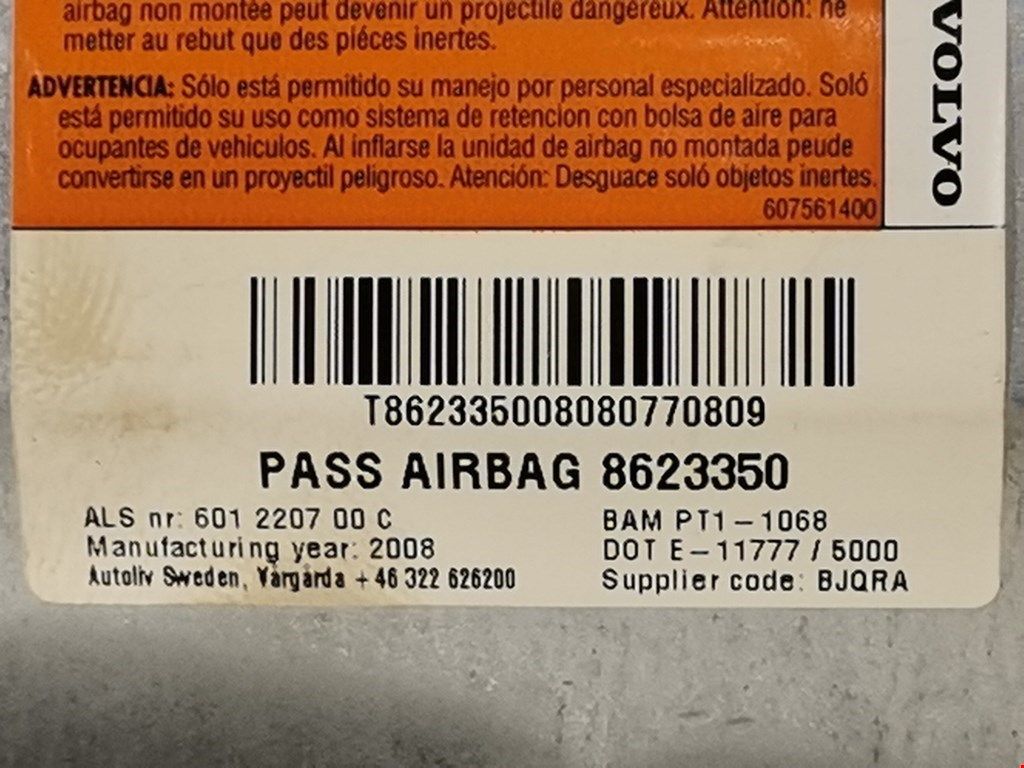 airbag non montée peut devenir un projectile dangereux. Attention: ne
metter au rebut que des piéces inertes.
ADVERTENCIA: Sólo está permitido su manejo por personal especializado. Soló
está permitido su uso como sistema de retencion con bolsa de aire para
ocupantes de vehiculos. Al inflarse la unidad de airbag no montada peude
convertirse en un proyectil peligroso. Atención: Desguace soló objetos inertes.
607561400
VOLVO
T862335008080770809
PASS AIRBAG 8623350
ALS nr: 601 2207 00 C
Manufacturing year: 2008
Autoliv Sweden, Vårgårda +46 322 626200
BAM PT1-1068
DOT E-11777 / 5000
Supplier code: BJQRA